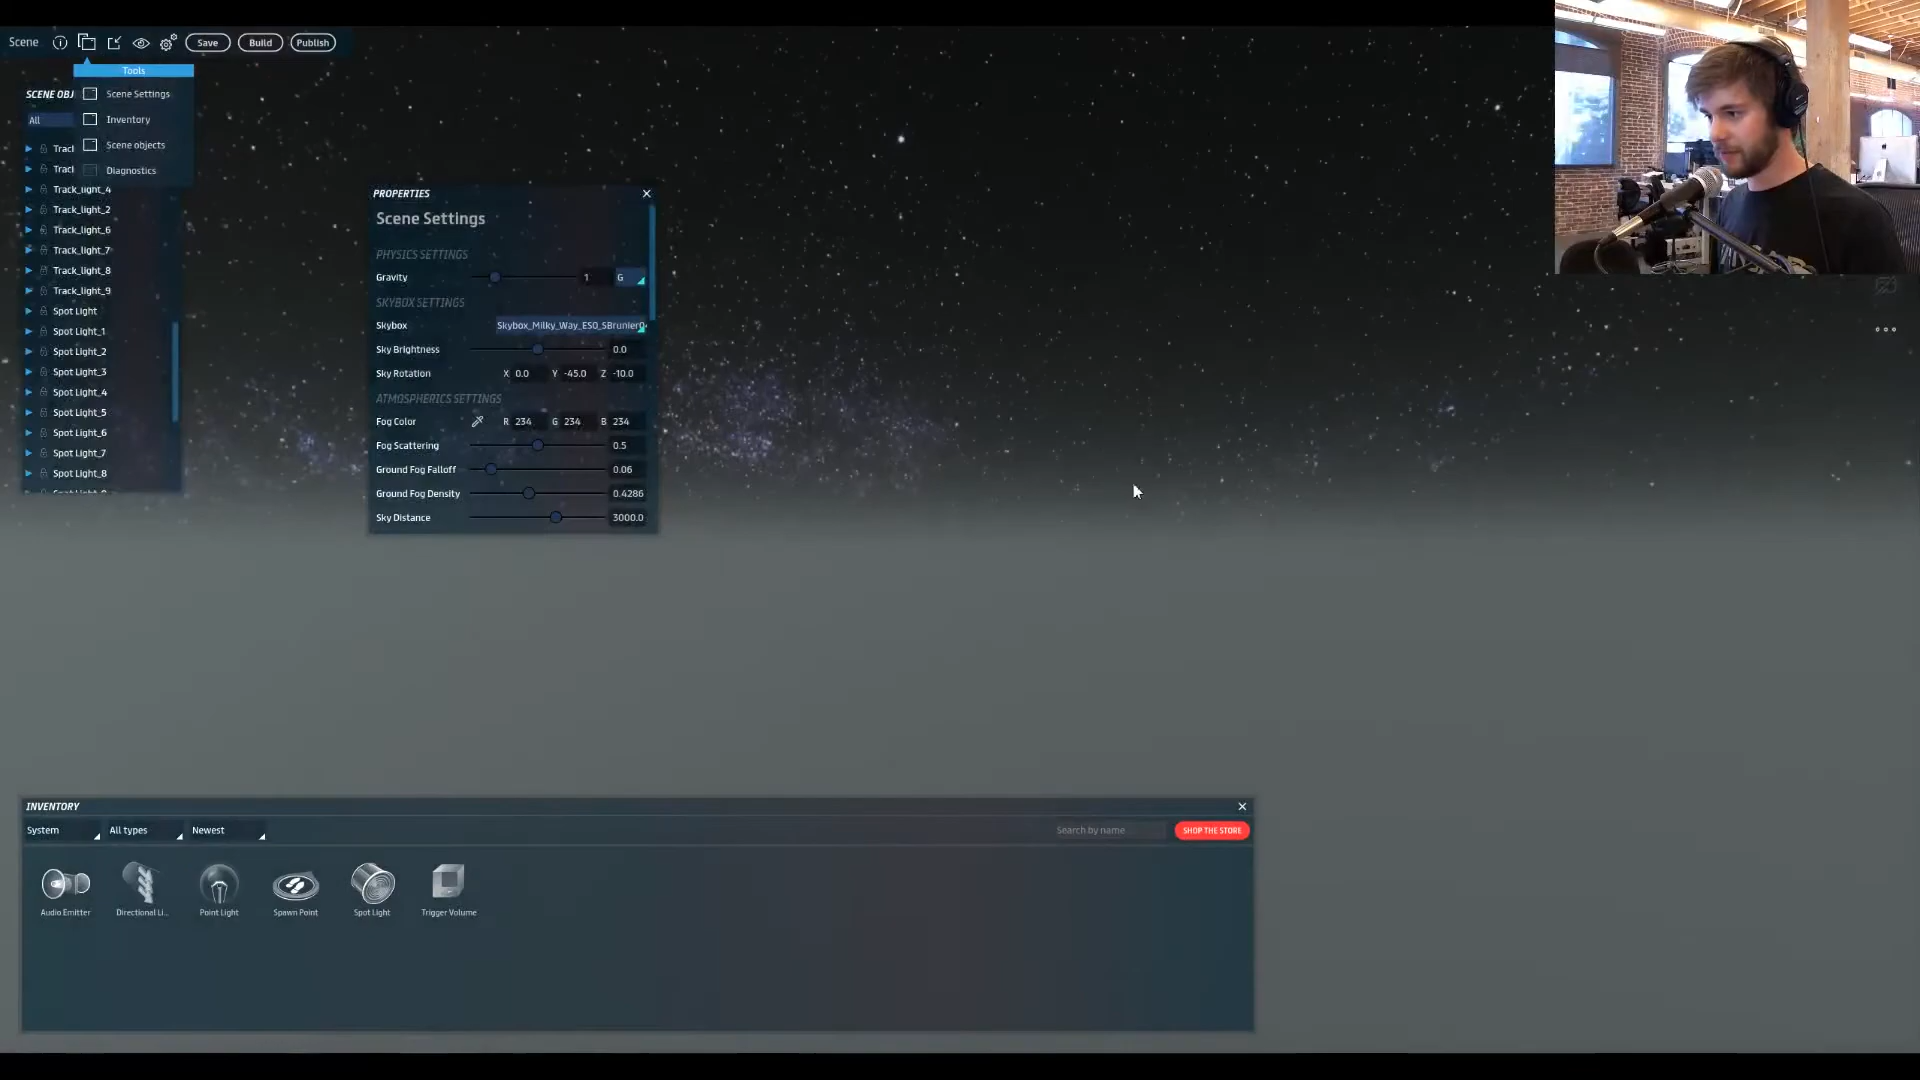 Scene
Save
Build
Publish
Tools
Scene Settings
Inventory
Scene objects
Diagnostics
SCENE OBJ
All
Track_light_4
Track_light_2
Track_light_6
Track_light_7
Track_light_8
Track_light_9
Spot Light
Spot Light_1
Spot Light_2
Spot Light_3
Spot Light_4
Spot Light_5
Spot Light_6
Spot Light_7
Spot Light_8
PROPERTIES
Scene Settings
PHYSICS SETTINGS
Gravity 1 G
SKYBOX SETTINGS
Skybox Skybox_Milky_Way_ESO_SBrunier0
Sky Brightness 0.0
Sky Rotation X 0.0 Y -45.0 Z -10.0
ATMOSPHERICS SETTINGS
Fog Color R 234 G 234 B 234
Fog Scattering 0.5
Ground Fog Falloff 0.06
Ground Fog Density 0.4286
Sky Distance 3000.0
INVENTORY
System All types Newest Search by name SHOP THE STORE
Audio Emitter Directional Li... Point Light Spawn Point Spot Light Trigger Volume